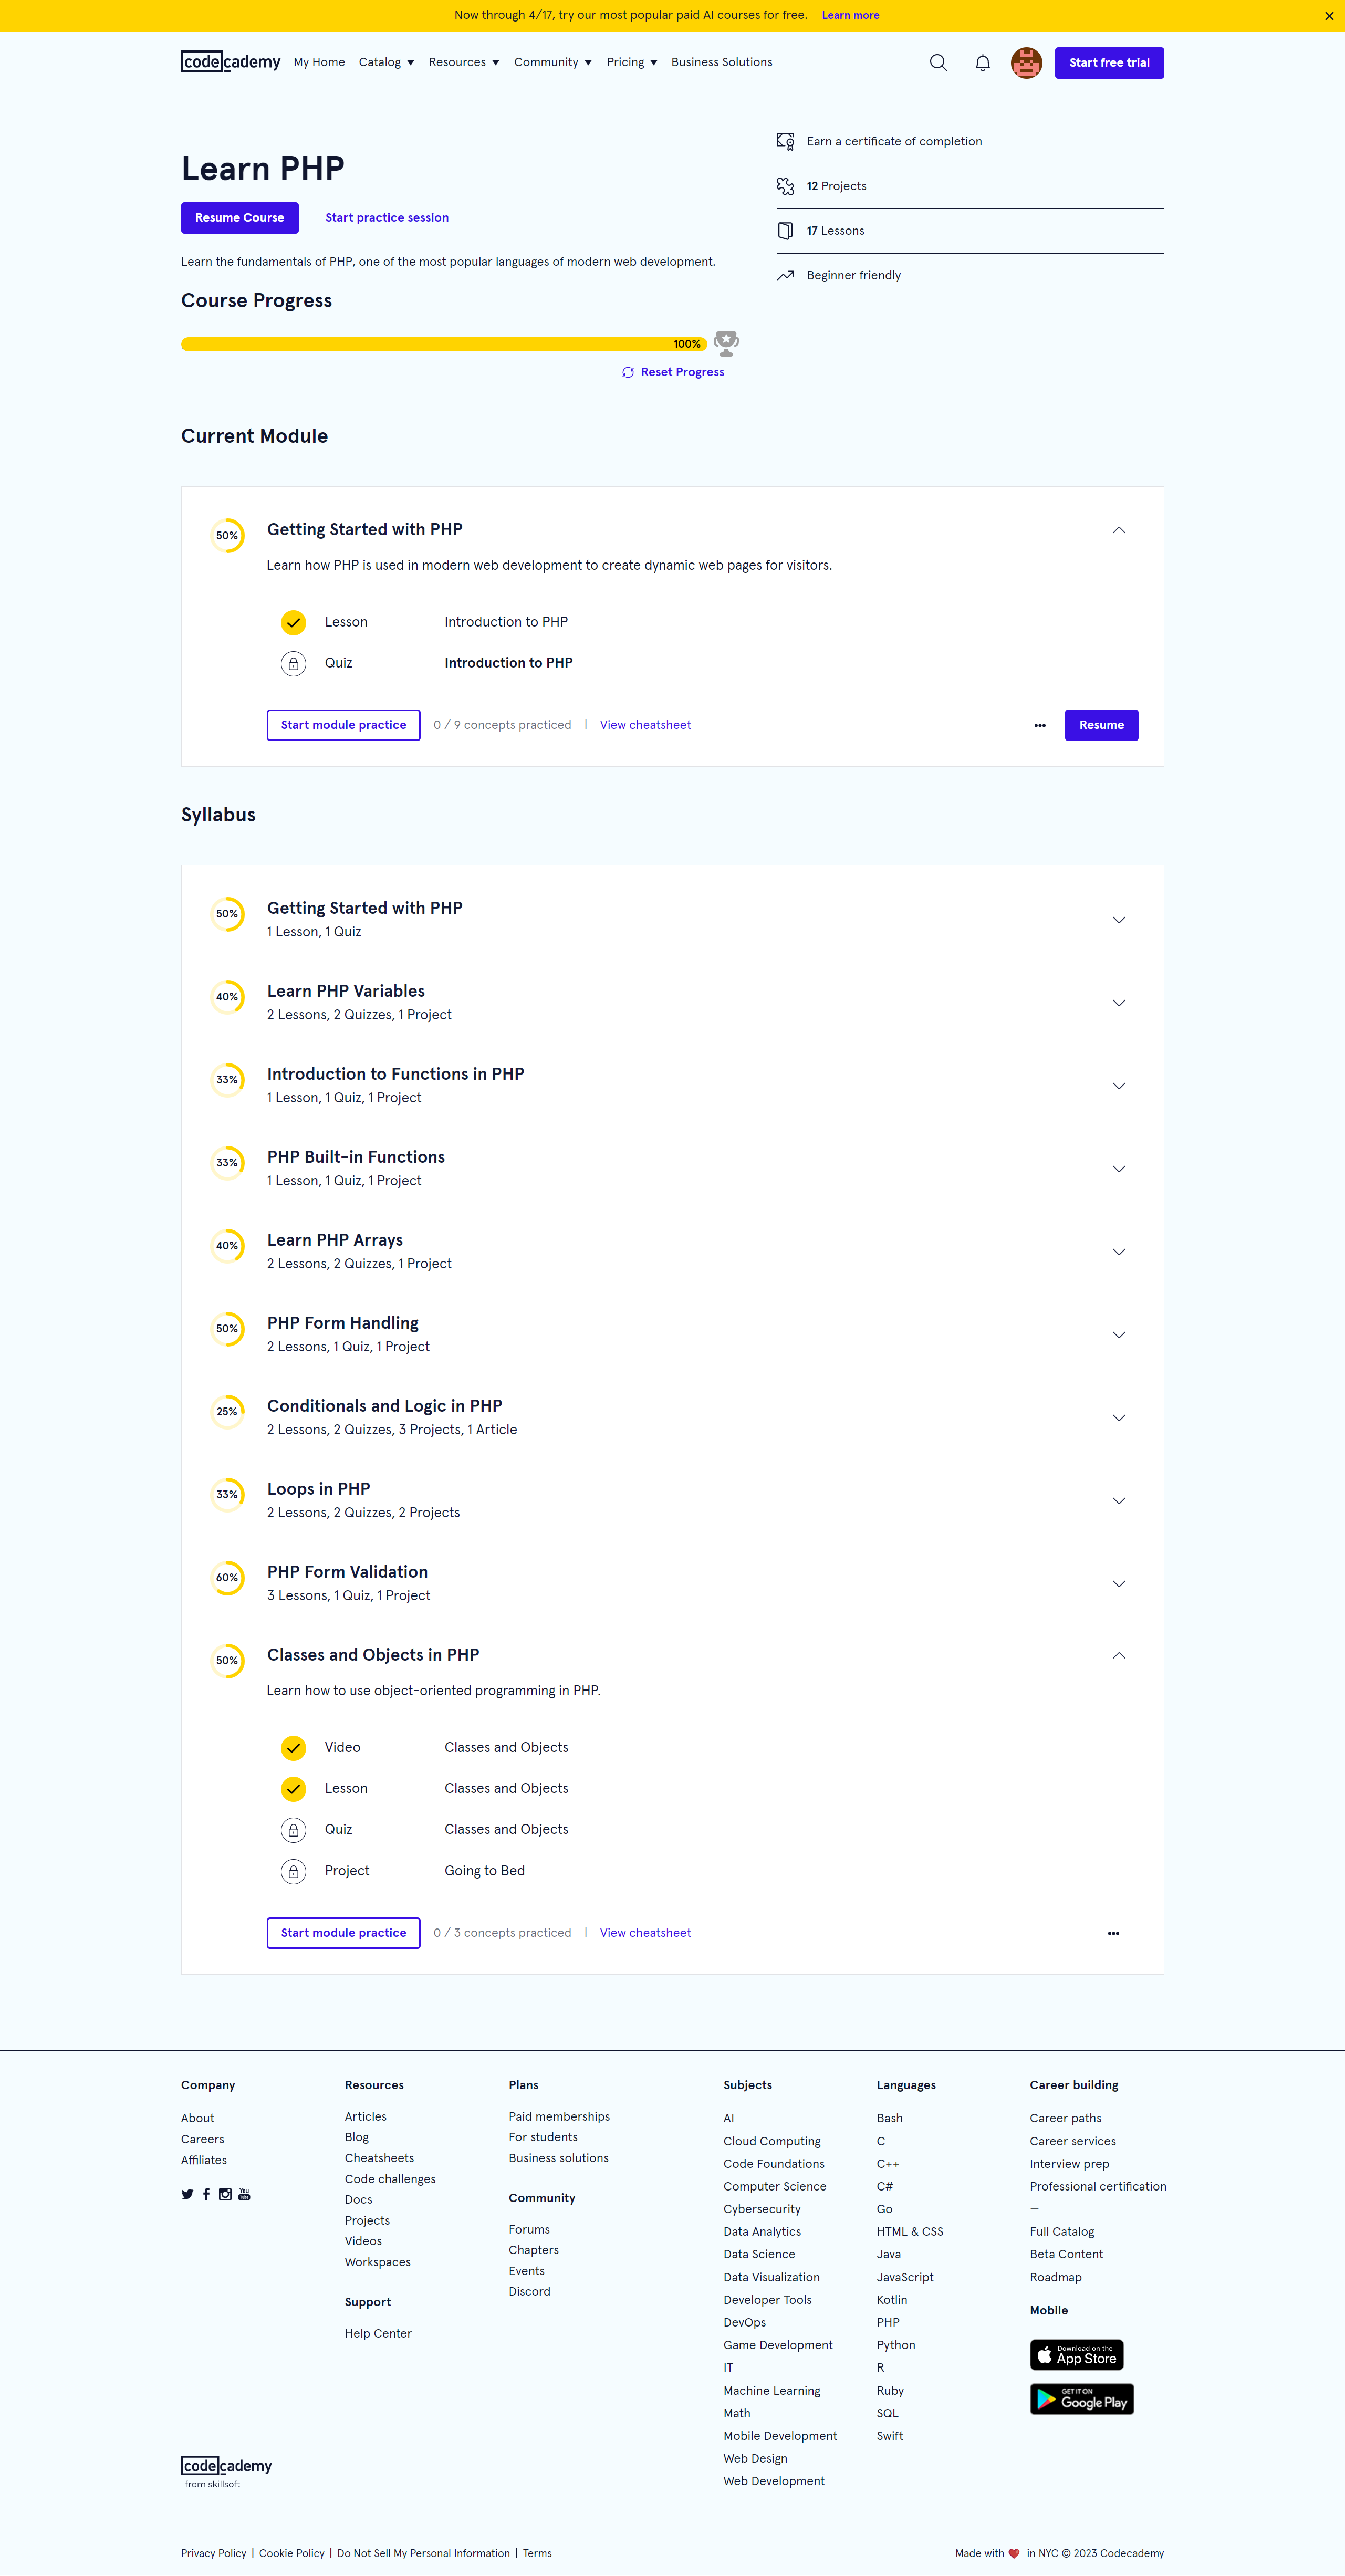 Now through 4/17, try our most popular paid AI courses for free. Learn more
codecademy My Home Catalog Resources Community Pricing Business Solutions Start free trial
Learn PHP
Resume Course Start practice session
Learn the fundamentals of PHP, one of the most popular languages of modern web development.
Earn a certificate of completion
12 Projects
17 Lessons
Beginner friendly
Course Progress
100%
Reset Progress
Current Module
50% Getting Started with PHP
Learn how PHP is used in modern web development to create dynamic web pages for visitors.
Lesson Introduction to PHP
Quiz Introduction to PHP
Start module practice 0 / 9 concepts practiced | View cheatsheet ••• Resume
Syllabus
50% Getting Started with PHP
1 Lesson, 1 Quiz
40% Learn PHP Variables
2 Lessons, 2 Quizzes, 1 Project
33% Introduction to Functions in PHP
1 Lesson, 1 Quiz, 1 Project
33% PHP Built-in Functions
1 Lesson, 1 Quiz, 1 Project
40% Learn PHP Arrays
2 Lessons, 2 Quizzes, 1 Project
50% PHP Form Handling
2 Lessons, 1 Quiz, 1 Project
25% Conditionals and Logic in PHP
2 Lessons, 2 Quizzes, 3 Projects, 1 Article
33% Loops in PHP
2 Lessons, 2 Quizzes, 2 Projects
60% PHP Form Validation
3 Lessons, 1 Quiz, 1 Project
50% Classes and Objects in PHP
Learn how to use object-oriented programming in PHP.
Video Classes and Objects
Lesson Classes and Objects
Quiz Classes and Objects
Project Going to Bed
Start module practice 0 / 3 concepts practiced | View cheatsheet •••
Company
About
Careers
Affiliates
You Tube
Resources
Articles
Blog
Cheatsheets
Code challenges
Docs
Projects
Videos
Workspaces
Support
Help Center
Plans
Paid memberships
For students
Business solutions
Community
Forums
Chapters
Events
Discord
Subjects
AI
Cloud Computing
Code Foundations
Computer Science
Cybersecurity
Data Analytics
Data Science
Data Visualization
Developer Tools
DevOps
Game Development
IT
Machine Learning
Math
Mobile Development
Web Design
Web Development
Languages
Bash
C
C++
C#
Go
HTML & CSS
Java
JavaScript
Kotlin
PHP
Python
R
Ruby
SQL
Swift
Career building
Career paths
Career services
Interview prep
Professional certification
—
Full Catalog
Beta Content
Roadmap
Mobile
Download on the
App Store
GET IT ON
Google Play
codecademy
from skillsoft
Privacy Policy | Cookie Policy | Do Not Sell My Personal Information | Terms
Made with ❤ in NYC © 2023 Codecademy